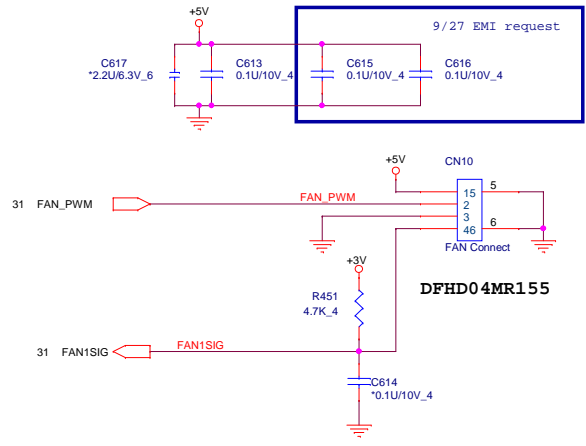 +5V
9/27 EMI request
C617
*2.2U/6.3V_6
C613
0.1U/10V_4
C615
0.1U/10V_4
C616
0.1U/10V_4
+5V
CN10
31 FAN_PWM
FAN_PWM
15
2
3
46
5
6
FAN Connect
+3V
DFHD04MR155
R451
4.7K_4
31 FAN1SIG
FAN1SIG
C614
*0.1U/10V_4